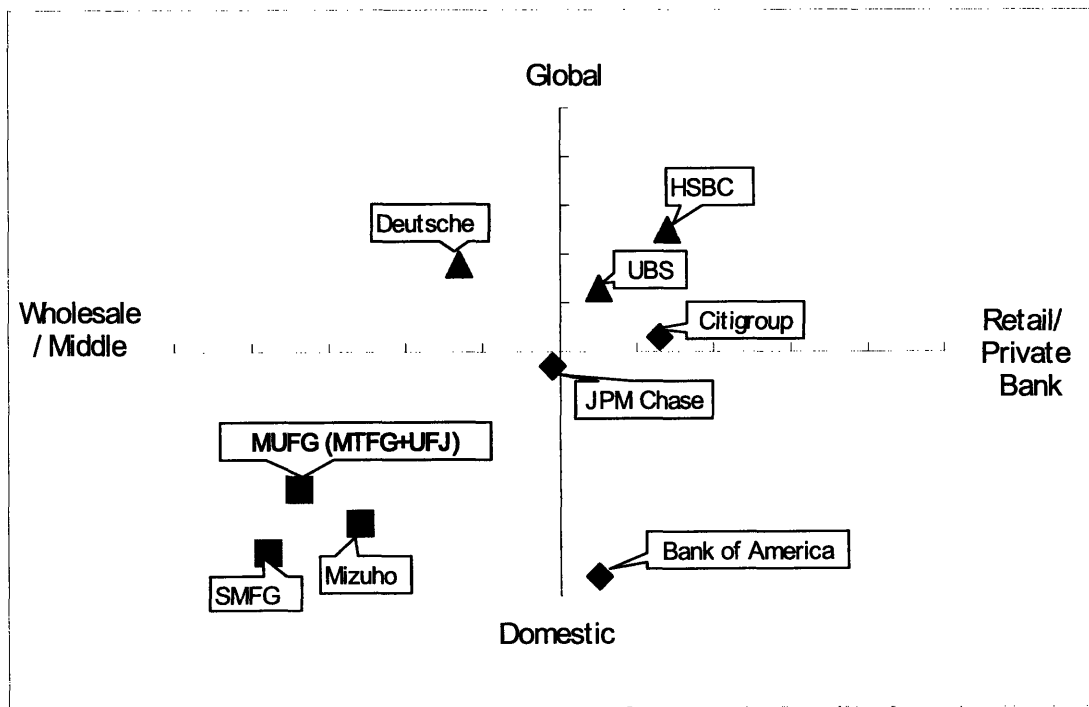 Global
HSBC
Deutsche
UBS
Wholesale
/ Middle
Citigroup
Retail/
Private
Bank
JPM Chase
MUFG (MTFG+UFJ)
Bank of America
Mizuho
SMFG
Domestic